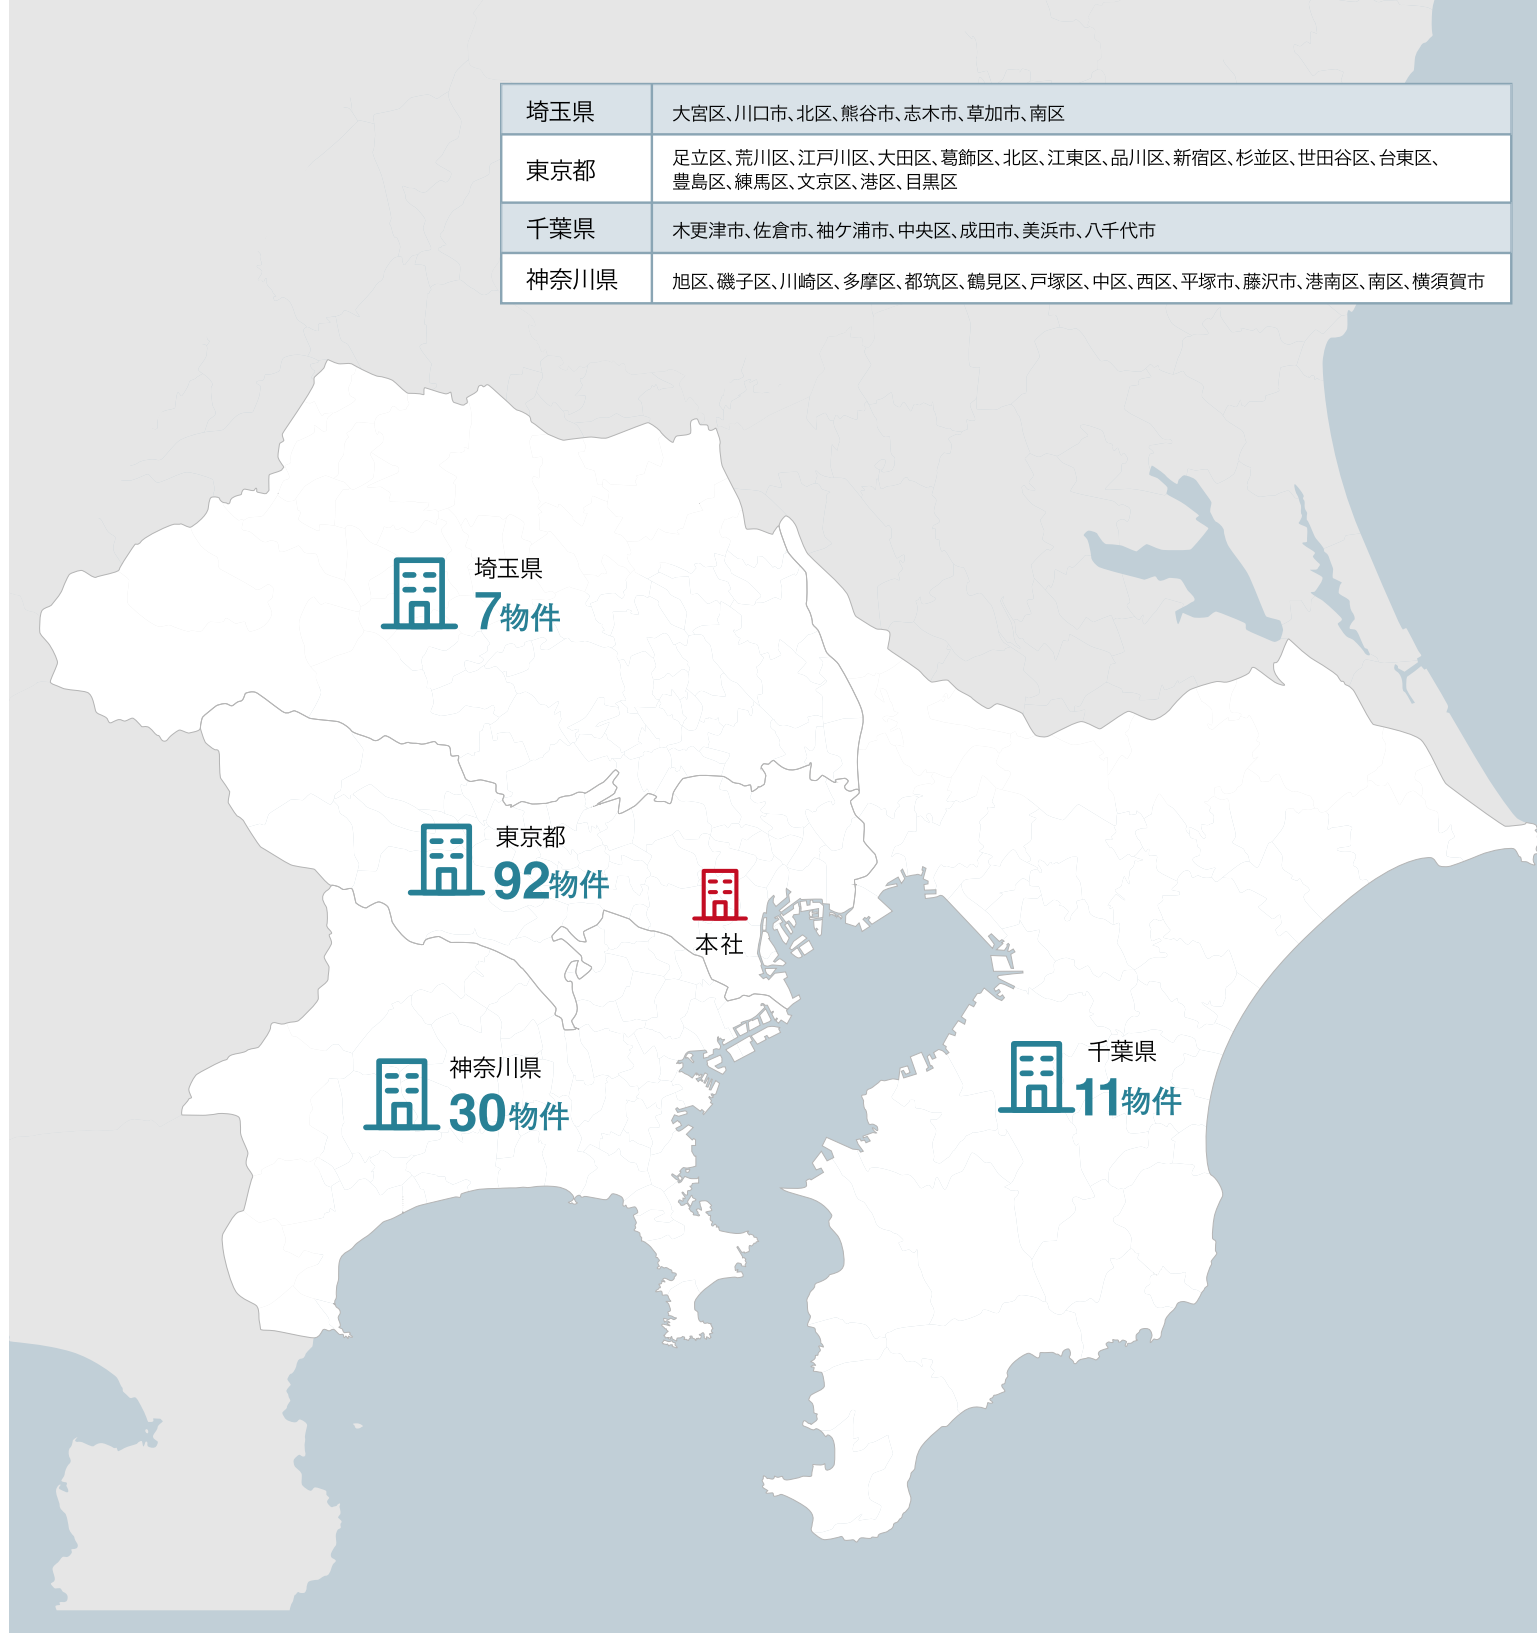 埼玉県
大宮区、川口市、北区、熊谷市、志木市、草加市、南区
東京都
足立区、荒川区、江戸川区、大田区、葛飾区、北区、江東区、品川区、新宿区、杉並区、世田谷区、台東区、
豊島区、練馬区、文京区、港区、目黒区
千葉県
木更津市、佐倉市、袖ケ浦市、中央区、成田市、美浜市、八千代市
神奈川県
旭区、磯子区、川崎区、多摩区、都筑区、鶴見区、戸塚区、中区、西区、平塚市、藤沢市、港南区、南区、横須賀市
埼玉県
7物件
東京都
92物件
本社
神奈川県
30物件
千葉県
11物件